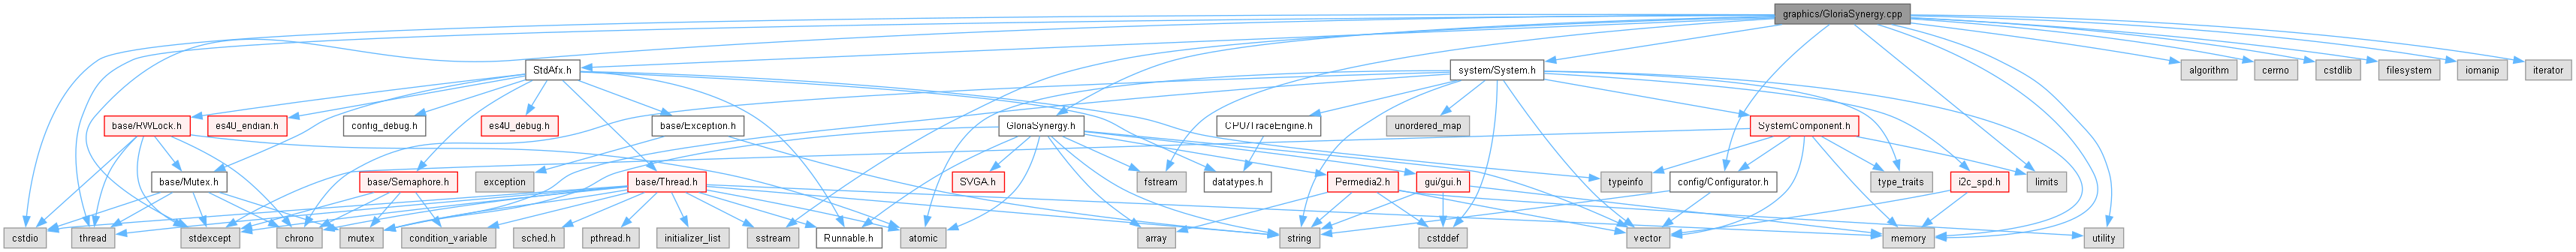 graphics/GloriaSynergy.cpp
StdAfx.h
system/System.h
algorithm
cerrno
cstdlib
filesystem
iomanip
iterator
base/RWLock.h
es4U_endian.h
config_debug.h
es4U_debug.h
base/Exception.h
GloriaSynergy.h
CPU/TraceEngine.h
unordered_map
SystemComponent.h
base/Mutex.h
base/Semaphore.h
exception
base/Thread.h
SVGA.h
fstream
datatypes.h
Permedia2.h
gui/gui.h
typeinfo
config/Configurator.h
type_traits
i2c_spd.h
limits
cstdio
thread
stdexcept
chrono
mutex
condition_variable
sched.h
pthread.h
initializer_list
sstream
Runnable.h
atomic
array
string
cstddef
vector
memory
utility